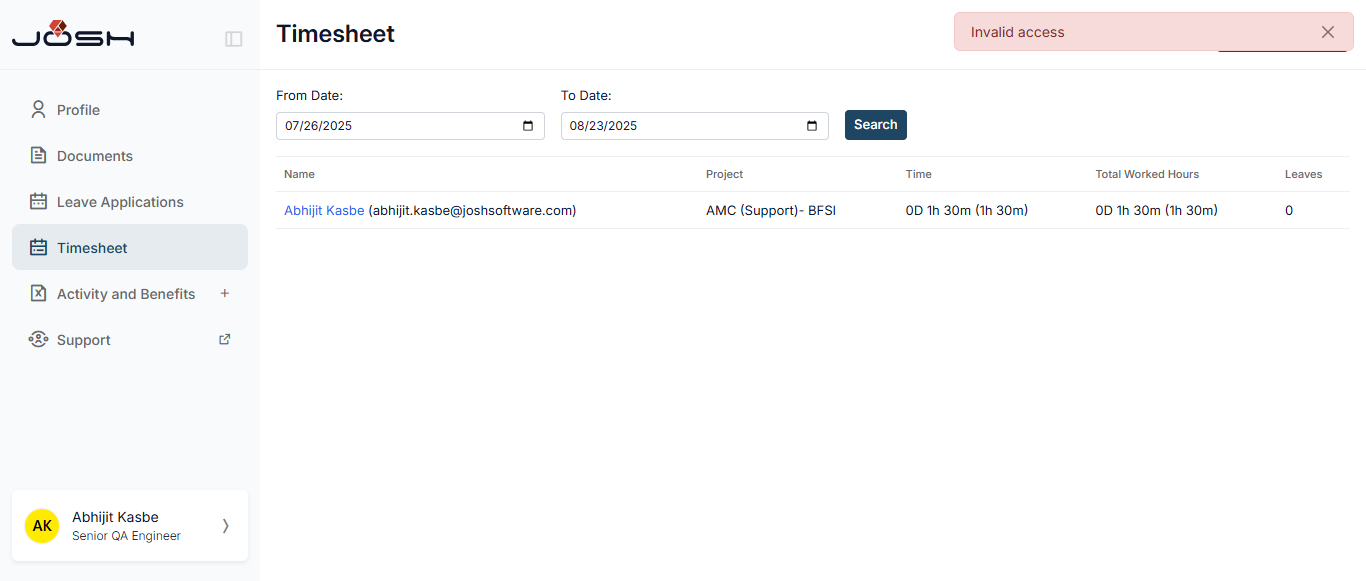 JOSH
Timesheet
Invalid access
Profile
Documents
Leave Applications
Timesheet
Activity and Benefits +
Support
From Date:
To Date:
07/26/2025
08/23/2025
Search
Name Project Time Total Worked Hours Leaves
Abhijit Kasbe (abhijit.kasbe@joshsoftware.com) AMC (Support)- BFSI 0D 1h 30m (1h 30m) 0D 1h 30m (1h 30m) 0
AK
Abhijit Kasbe
Senior QA Engineer